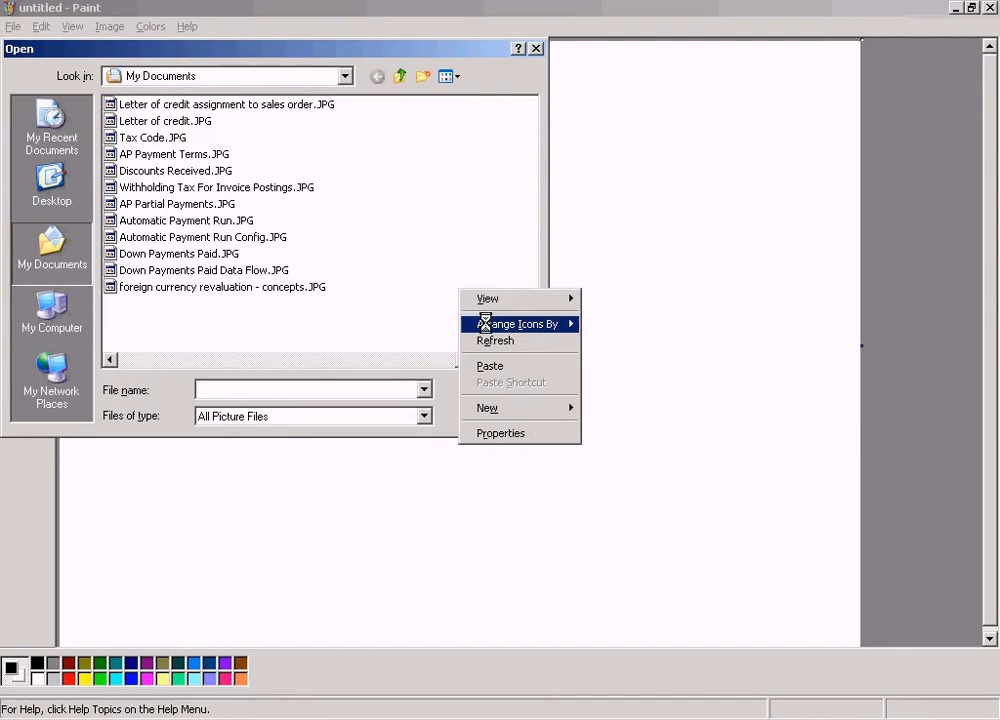 untitled - Paint
File Edit View Image Colors Help
Open
Look in: My Documents
My Recent Documents
Desktop
My Documents
My Computer
My Network Places
Letter of credit assignment to sales order.JPG
Letter of credit.JPG
Tax Code.JPG
AP Payment Terms.JPG
Discounts Received.JPG
Withholding Tax For Invoice Postings.JPG
AP Partial Payments.JPG
Automatic Payment Run.JPG
Automatic Payment Run Config.JPG
Down Payments Paid.JPG
Down Payments Paid Data Flow.JPG
foreign currency revaluation - concepts.JPG
File name:
Files of type: All Picture Files
View
Icons By
Refresh
Paste
Paste Shortcut
New
Properties
For Help, click Help Topics on the Help Menu.